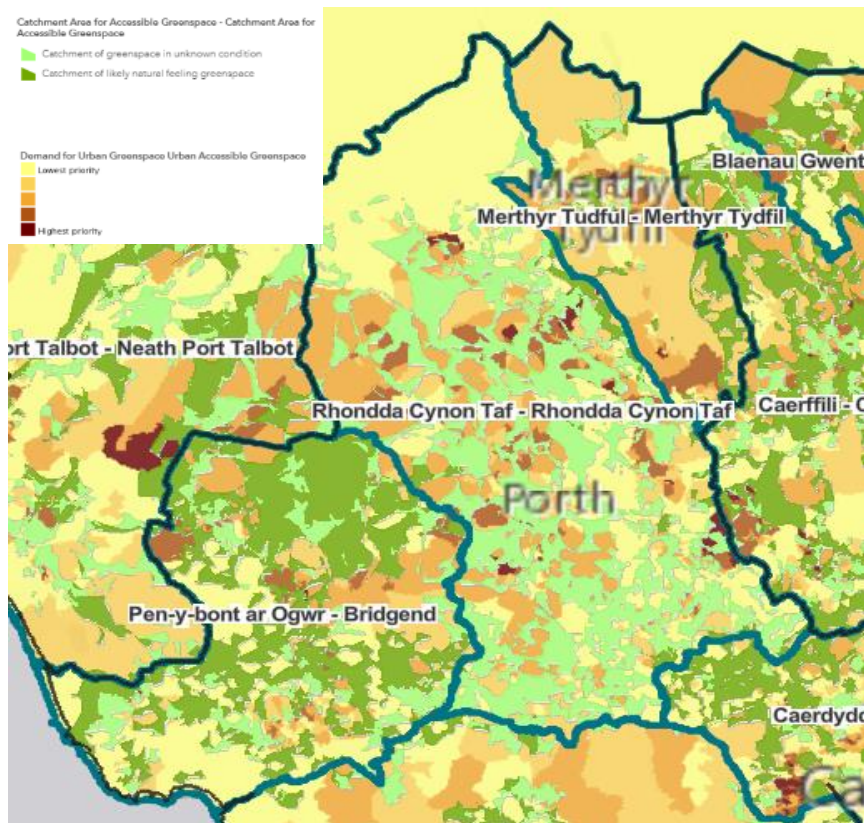 Catchment Area for Accessible Greenspace - Catchment Area for
Accessible Greenspace
Catchment of greenspace in unknown condition
Catchment of likely natural feeling greenspace
Demand for Urban Greenspace Urban Accessible Greenspace
Lowest priority
Highest priority
Blaenau Gwent
Merthyr
Tydfil
Merthyr Tudful - Merthyr Tydfil
ort Talbot - Neath Port Talbot
Rhondda Cynon Taf - Rhondda Cynon Taf
Caerffili - C
Porth
Pen-y-bont ar Ogwr - Bridgend
Caerdydd
Ca